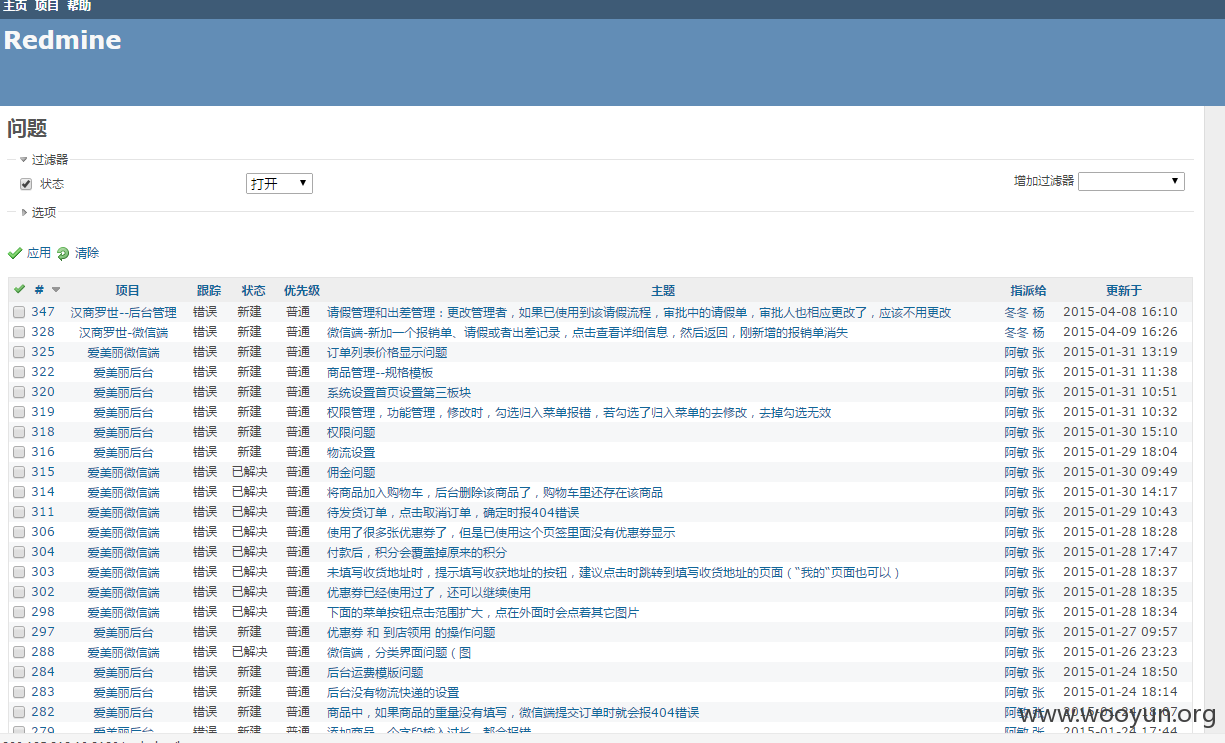 主页 项目 帮助
Redmine
问题
过滤器
状态 打开 增加过滤器
选项
应用 清除
# 项目 跟踪 状态 优先级 主题 指派给 更新于
347 汉商罗世--后台管理 错误 新建 普通 请假管理和出差管理：更改管理者，如果已使用到该请假流程，审批中的请假单，审批人也相应更改了，应该不用更改 冬冬 杨 2015-04-08 16:10
328 汉商罗世-微信端 错误 新建 普通 微信端-新加一个报销单、请假或者出差记录，点击查看详细信息，然后返回，刚新增的报销单消失 冬冬 杨 2015-04-09 16:26
325 爱美丽微信端 错误 新建 普通 订单列表价格显示问题 阿敏 张 2015-01-31 13:19
322 爱美丽后台 错误 新建 普通 商品管理--规格模板 阿敏 张 2015-01-31 11:38
320 爱美丽后台 错误 新建 普通 系统设置首页设置第三板块 阿敏 张 2015-01-31 10:51
319 爱美丽后台 错误 新建 普通 权限管理，功能管理，修改时，勾选归入菜单报错，若勾选了归入菜单的去修改，去掉勾选无效 阿敏 张 2015-01-31 10:32
318 爱美丽后台 错误 新建 普通 权限问题 阿敏 张 2015-01-30 15:10
316 爱美丽后台 错误 新建 普通 物流设置 阿敏 张 2015-01-29 18:04
315 爱美丽微信端 错误 已解决 普通 佣金问题 阿敏 张 2015-01-30 09:49
314 爱美丽微信端 错误 已解决 普通 将商品加入购物车，后台删除该商品了，购物车里还存在该商品 阿敏 张 2015-01-30 14:17
311 爱美丽微信端 错误 已解决 普通 待发货订单，点击取消订单，确定时报404错误 阿敏 张 2015-01-29 10:43
306 爱美丽微信端 错误 已解决 普通 使用了很多张优惠券了，但是已使用这个页签里面没有优惠券显示 阿敏 张 2015-01-28 18:28
304 爱美丽微信端 错误 已解决 普通 付款后，积分会覆盖掉原来的积分 阿敏 张 2015-01-28 17:47
303 爱美丽微信端 错误 已解决 普通 未填写收货地址时，提示填写收获地址的按钮，建议点击时跳转到填写收货地址的页面（“我的“页面也可以） 阿敏 张 2015-01-28 18:37
302 爱美丽微信端 错误 已解决 普通 优惠券已经使用过了，还可以继续使用 阿敏 张 2015-01-28 18:35
298 爱美丽微信端 错误 已解决 普通 下面的菜单按钮点击范围扩大，点在外面时会点着其它图片 阿敏 张 2015-01-28 18:34
297 爱美丽后台 错误 新建 普通 优惠券 和 到店领用 的操作问题 阿敏 张 2015-01-27 09:57
288 爱美丽微信端 错误 已解决 普通 微信端，分类界面问题（图 阿敏 张 2015-01-26 23:23
284 爱美丽后台 错误 新建 普通 后台运费模版问题 阿敏 张 2015-01-24 18:50
283 爱美丽后台 错误 新建 普通 后台没有物流快递的设置 阿敏 张 2015-01-24 18:14
282 爱美丽后台 错误 新建 普通 商品中，如果商品的重量没有填写，微信端提交订单时就会报404错误 阿敏 张 2015-01-24 18:07
www.wooyun.org
279 爱美丽后台 错误 新建 普通 添加商品，个字段输入过长，都会报错 阿敏 张 2015-01-24 17:44